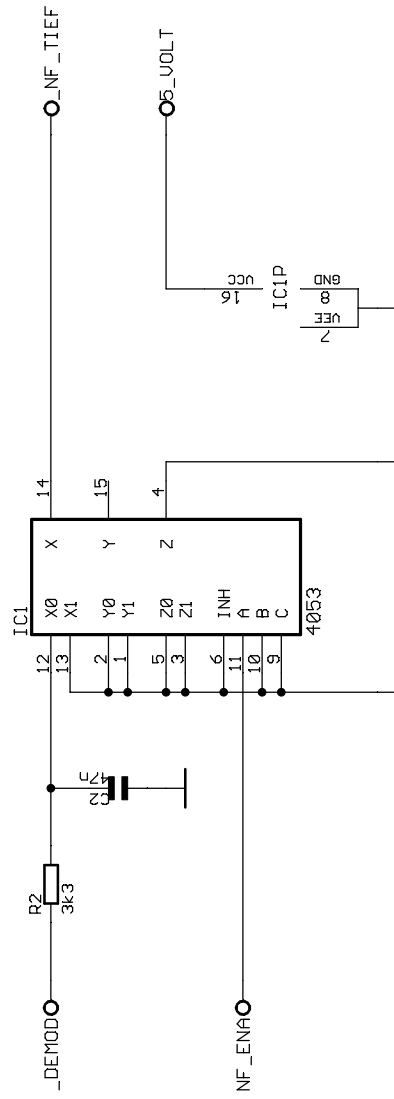 _NF_TIEF
5_VOLT
VCC
16
IC1P
GND
8
VEE
7
14
15
4
X
Y
Z
IC1
X0
X1
Y0
Y1
Z0
Z1
INH
A
B
C
4053
12
13
2
1
5
3
6
11
10
9
47n
C2
R2
3k3
_DEMOD
NF_ENA